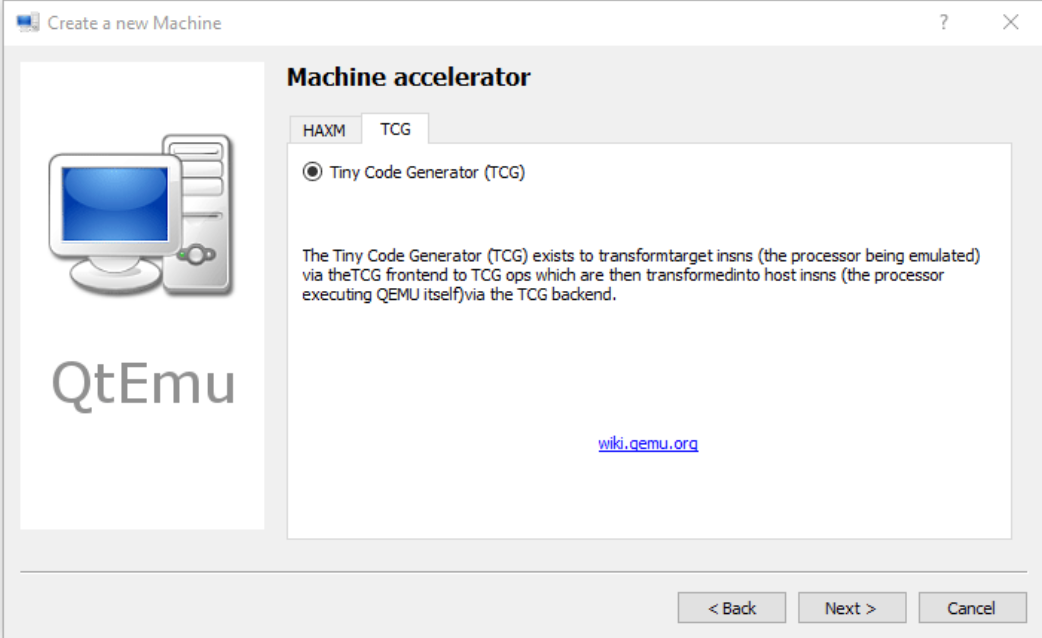 Create a new Machine
?
Machine accelerator
HAXM TCG
Tiny Code Generator (TCG)
The Tiny Code Generator (TCG) exists to transformtarget insns (the processor being emulated)
via theTCG frontend to TCG ops which are then transformedinto host insns (the processor
executing QEMU itself)via the TCG backend.
QtEmu
wiki.qemu.org
< Back Next > Cancel